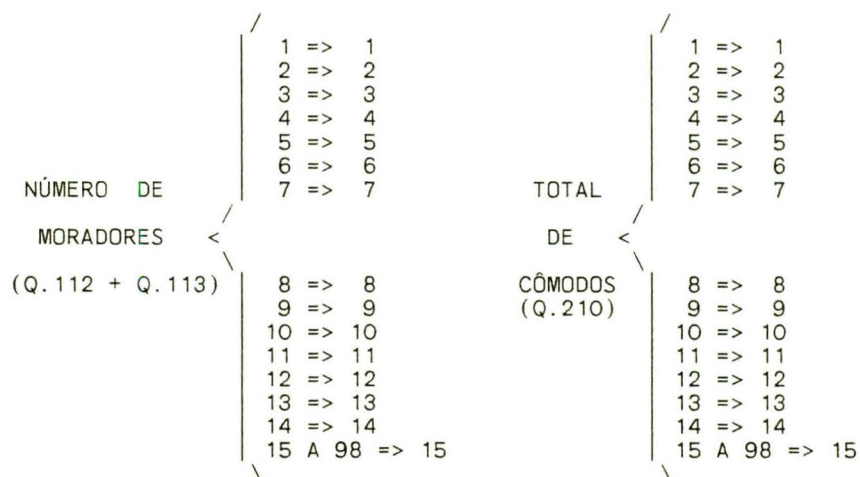 1 => 1 1 => 1
2 => 2 2 => 2
3 => 3 3 => 3
4 => 4 4 => 4
5 => 5 5 => 5
6 => 6 6 => 6
NÚMERO DE 7 => 7 TOTAL 7 => 7
MORADORES < DE <
(Q.112 + Q.113) 8 => 8 CÔMODOS 8 => 8
9 => 9 (Q.210) 9 => 9
10 => 10 10 => 10
11 => 11 11 => 11
12 => 12 12 => 12
13 => 13 13 => 13
14 => 14 14 => 14
15 A 98 => 15 15 A 98 => 15